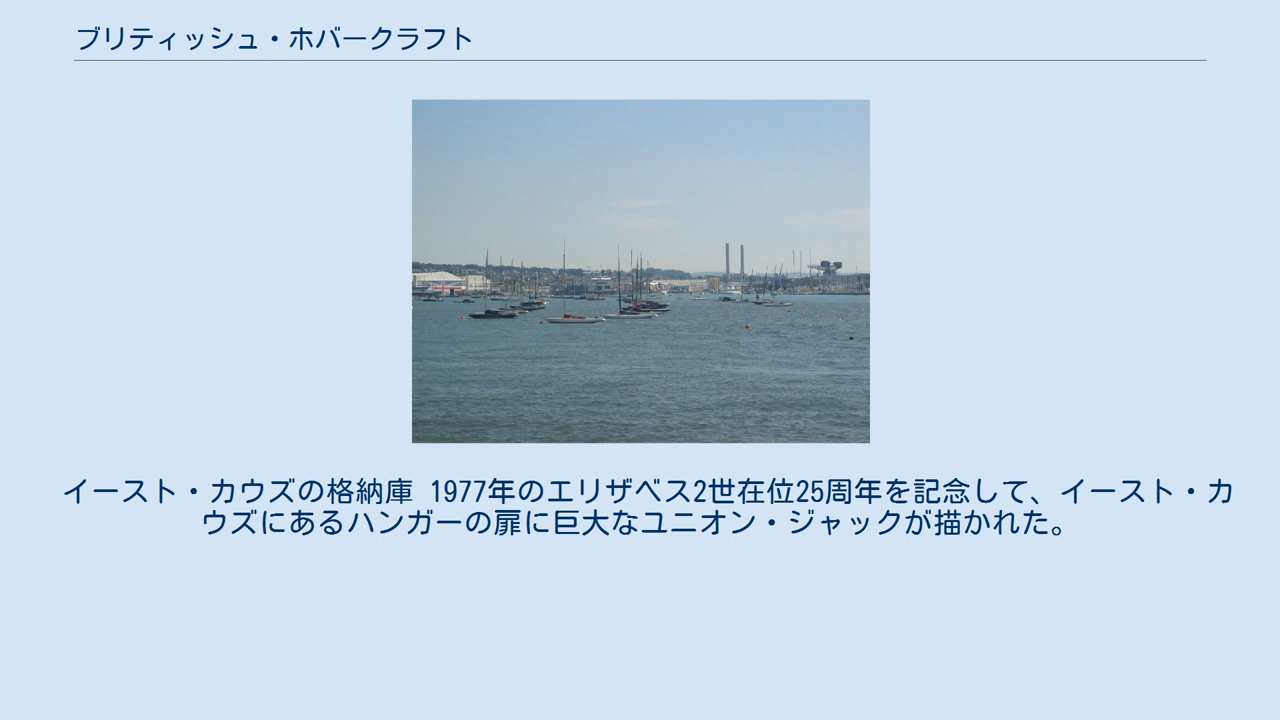 ブリティッシュ・ホバークラフト
イースト・カウズの格納庫 1977年のエリザベス2世在位25周年を記念して、イースト・カ
ウズにあるハンガーの扉に巨大なユニオン・ジャックが描かれた。